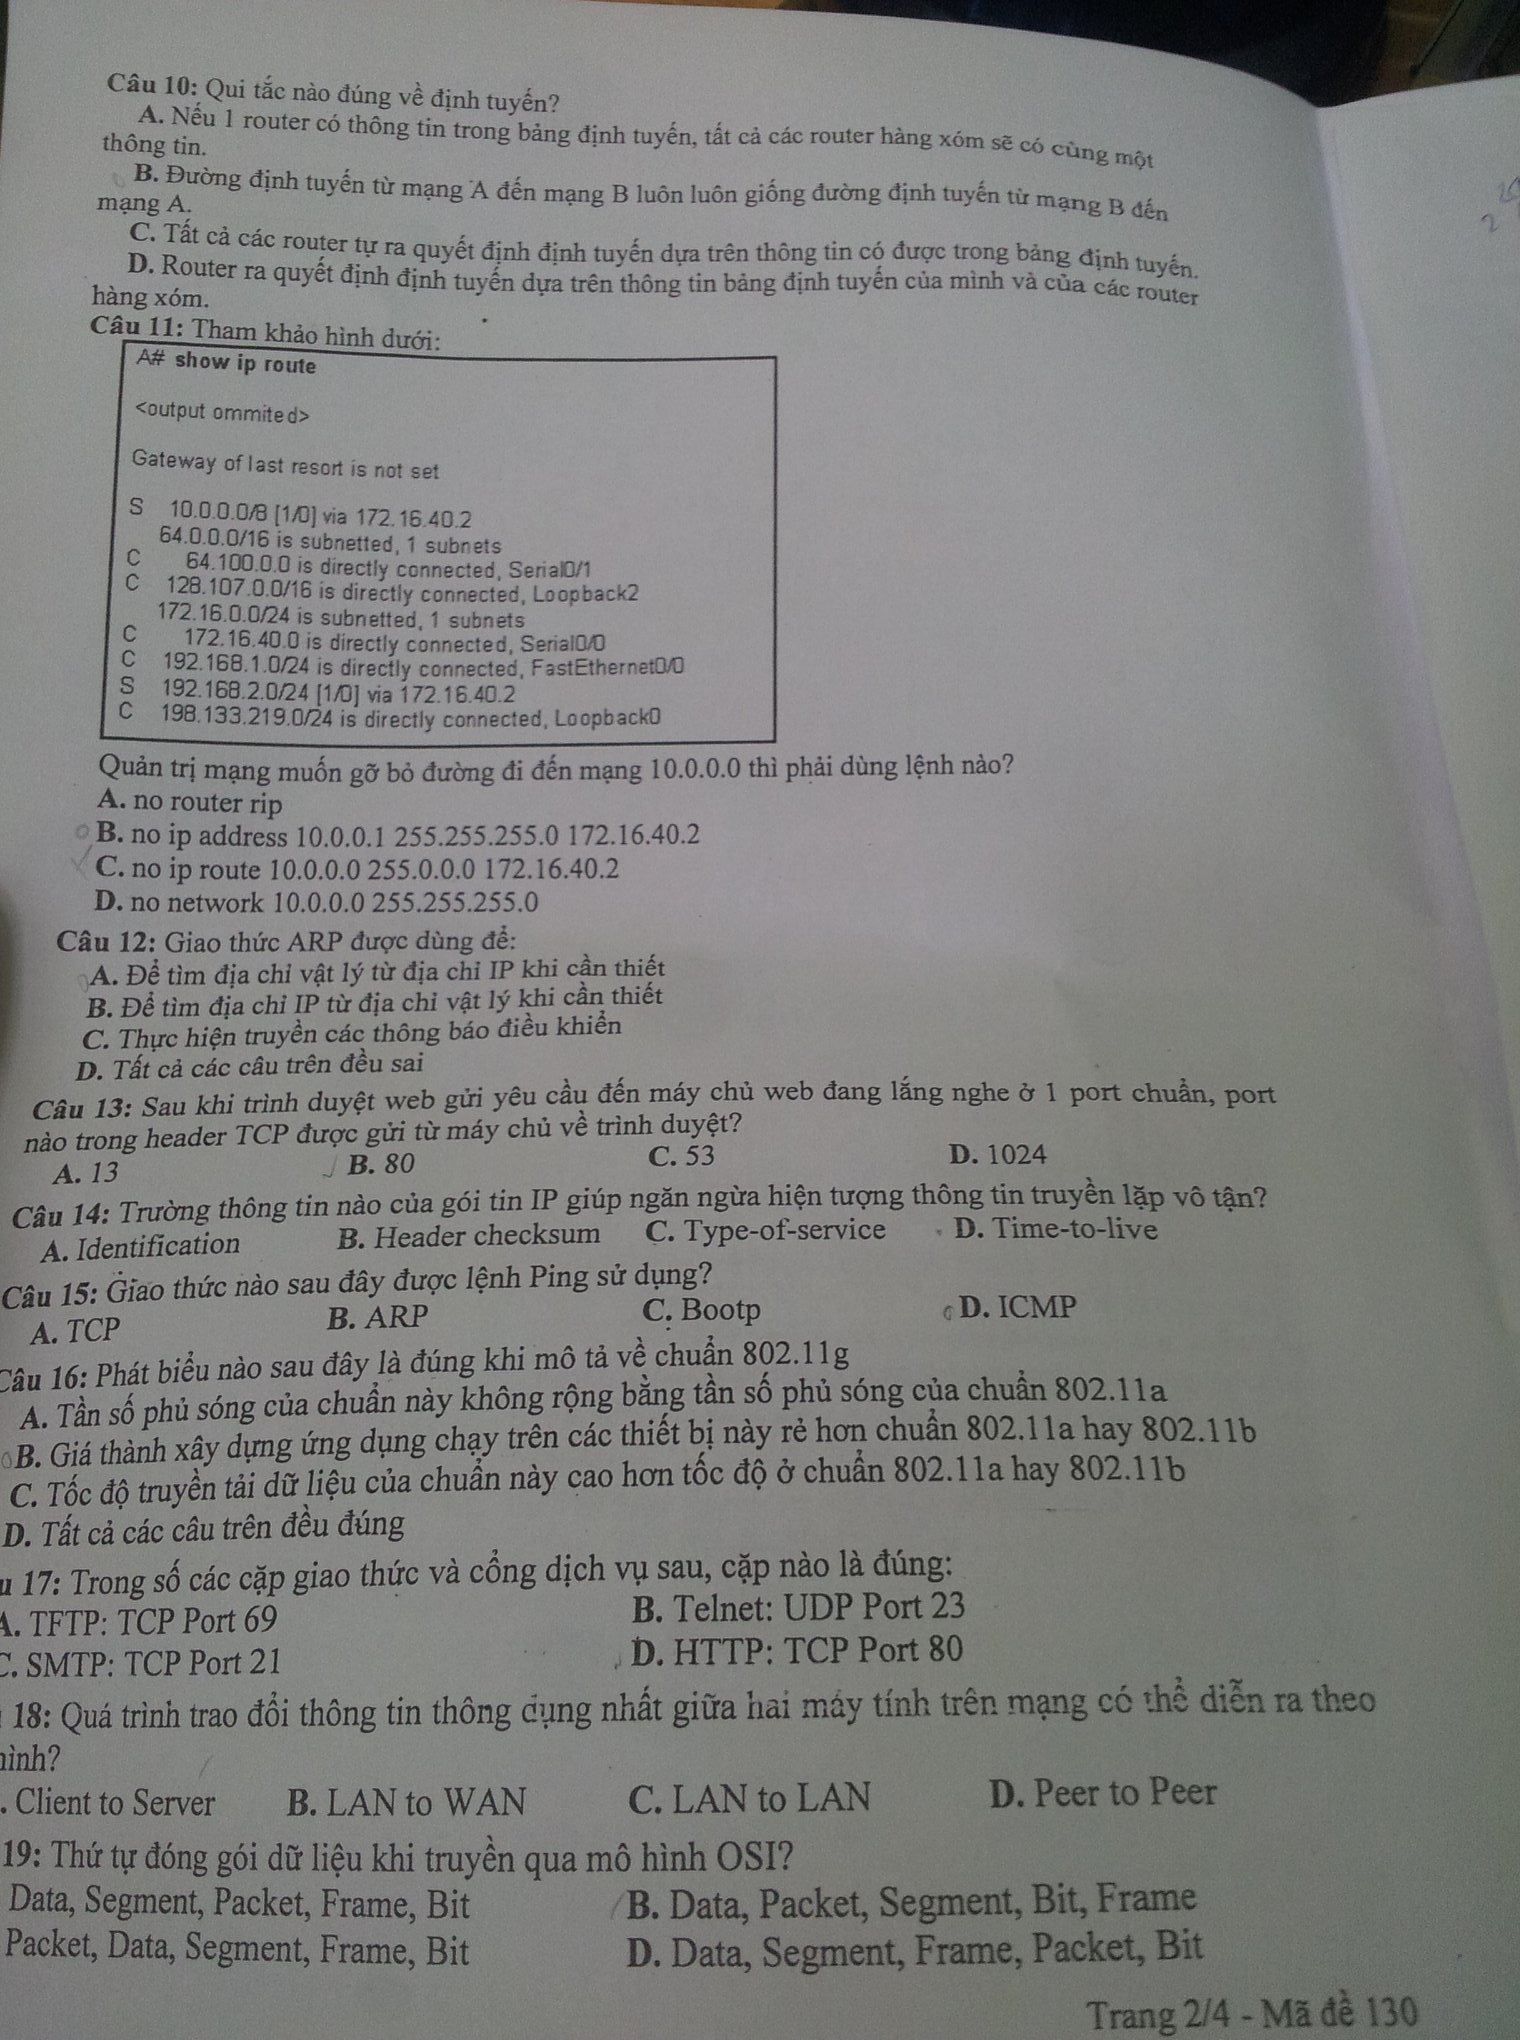 Câu 10: Qui tắc nào đúng về định tuyến?
A. Nếu 1 router có thông tin trong bảng định tuyến, tất cả các router hàng xóm sẽ có cùng một
thông tin.
B. Đường định tuyến từ mạng A đến mạng B luôn luôn giống đường định tuyến từ mạng B đến
mạng A.
C. Tất cả các router tự ra quyết định định tuyến dựa trên thông tin có được trong bảng định tuyến.
D. Router ra quyết định định tuyến dựa trên thông tin bảng định tuyến của mình và của các router
hàng xóm.
Câu 11: Tham khảo hình dưới:
A# show ip route
<output ommited>
Gateway of last resort is not set
S 10.0.0.0/8 [1/0] via 172.16.40.2
64.0.0.0/16 is subnetted, 1 subnets
C 64.100.0.0 is directly connected, Serial0/1
C 128.107.0.0/16 is directly connected, Loopback2
172.16.0.0/24 is subnetted, 1 subnets
C 172.16.40.0 is directly connected, Serial0/0
C 192.168.1.0/24 is directly connected, FastEthernet0/0
S 192.168.2.0/24 [1/0] via 172.16.40.2
C 198.133.219.0/24 is directly connected, Loopback0
Quản trị mạng muốn gỡ bỏ đường đi đến mạng 10.0.0.0 thì phải dùng lệnh nào?
A. no router rip
B. no ip address 10.0.0.1 255.255.255.0 172.16.40.2
C. no ip route 10.0.0.0 255.0.0.0 172.16.40.2
D. no network 10.0.0.0 255.255.255.0
Câu 12: Giao thức ARP được dùng để:
A. Để tìm địa chỉ vật lý từ địa chỉ IP khi cần thiết
B. Để tìm địa chỉ IP từ địa chỉ vật lý khi cần thiết
C. Thực hiện truyền các thông báo điều khiển
D. Tất cả các câu trên đều sai
Câu 13: Sau khi trình duyệt web gửi yêu cầu đến máy chủ web đang lắng nghe ở 1 port chuẩn, port
nào trong header TCP được gửi từ máy chủ về trình duyệt?
A. 13 B. 80 C. 53 D. 1024
Câu 14: Trường thông tin nào của gói tin IP giúp ngăn ngừa hiện tượng thông tin truyền lặp vô tận?
A. Identification B. Header checksum C. Type-of-service D. Time-to-live
Câu 15: Giao thức nào sau đây được lệnh Ping sử dụng?
A. TCP B. ARP C. Bootp D. ICMP
Câu 16: Phát biểu nào sau đây là đúng khi mô tả về chuẩn 802.11g
A. Tần số phủ sóng của chuẩn này không rộng bằng tần số phủ sóng của chuẩn 802.11a
B. Giá thành xây dựng ứng dụng chạy trên các thiết bị này rẻ hơn chuẩn 802.11a hay 802.11b
C. Tốc độ truyền tải dữ liệu của chuẩn này cao hơn tốc độ ở chuẩn 802.11a hay 802.11b
D. Tất cả các câu trên đều đúng
u 17: Trong số các cặp giao thức và cổng dịch vụ sau, cặp nào là đúng:
A. TFTP: TCP Port 69 B. Telnet: UDP Port 23
C. SMTP: TCP Port 21 D. HTTP: TCP Port 80
18: Quá trình trao đổi thông tin thông dụng nhất giữa hai máy tính trên mạng có thể diễn ra theo
hình?
. Client to Server B. LAN to WAN C. LAN to LAN D. Peer to Peer
19: Thứ tự đóng gói dữ liệu khi truyền qua mô hình OSI?
Data, Segment, Packet, Frame, Bit B. Data, Packet, Segment, Bit, Frame
Packet, Data, Segment, Frame, Bit D. Data, Segment, Frame, Packet, Bit
Trang 2/4 - Mã đề 130